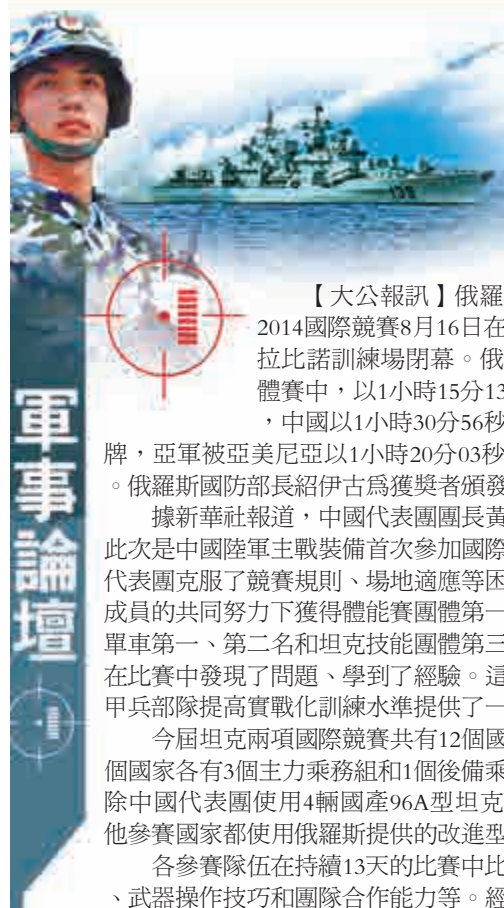 軍事論壇
【大公報訊】俄羅
2014國際競賽8月16日在
拉比諾訓練場閉幕。俄
體賽中，以1小時15分13
，中國以1小時30分56秒
牌，亞軍被亞美尼亞以1小時20分03秒
。俄羅斯國防部長紹伊古爲獲獎者頒發
據新華社報道，中國代表團團長黃
此次是中國陸軍主戰裝備首次參加國際
代表團克服了競賽規則、場地適應等困
成員的共同努力下獲得體能賽團體第一
單車第一、第二名和坦克技能團體第三
在比賽中發現了問題、學到了經驗。這
甲兵部隊提高實戰化訓練水準提供了一
今屆坦克兩項國際競賽共有12個國
個國家各有3個主力乘務組和1個後備乘
除中國代表團使用4輛國產96A型坦克
他參賽國家都使用俄羅斯提供的改進型
各參賽隊伍在持續13天的比賽中比
、武器操作技巧和團隊合作能力等。經